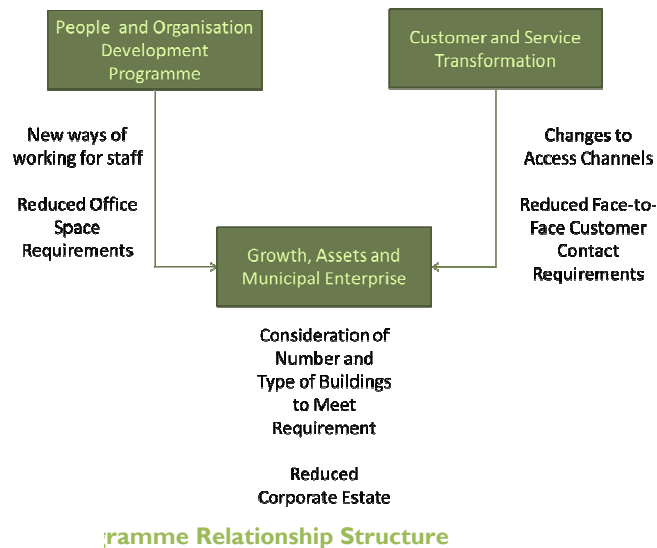 People and Organisation
Development
Programme
Customer and Service
Transformation
New ways of
working for staff
Reduced Office
Space
Requirements
Changes to
Access Channels
Reduced Face-to-
Face Customer
Contact
Requirements
Growth, Assets and
Municipal Enterprise
Consideration of
Number and
Type of Buildings
to Meet
Requirement
Reduced
Corporate Estate
gramme Relationship Structure